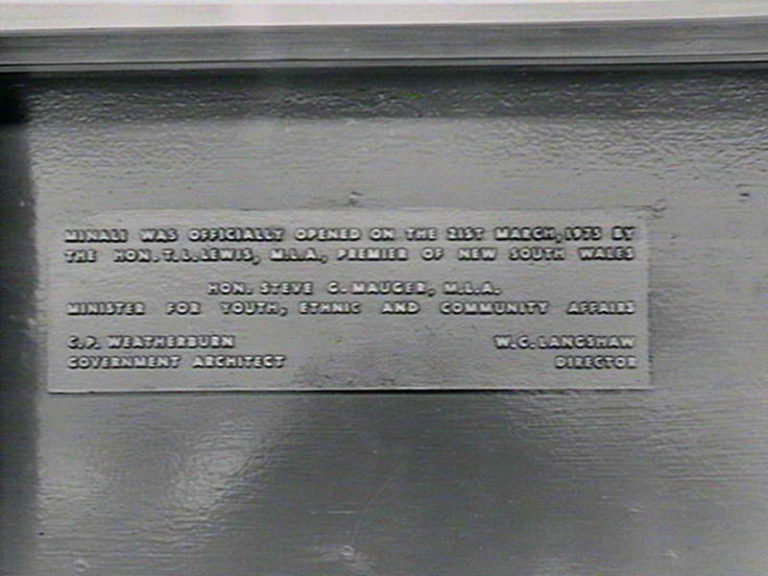 MINALI WAS OFFICIALLY OPENED ON THE 21ST MARCH, 1975 BY
THE HON. T. L. LEWIS, M.L.A., PREMIER OF NEW SOUTH WALES
HON. STEVE G. MAUGER, M.L.A.
MINISTER FOR YOUTH, ETHNIC AND COMMUNITY AFFAIRS
C.P. WEATHERBURN W.C. LANGSHAW
GOVERNMENT ARCHITECT DIRECTOR